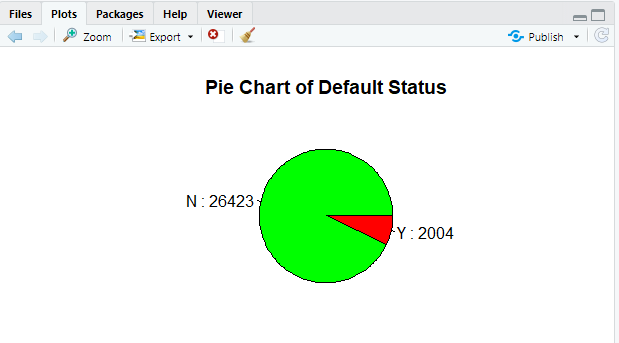 Files Plots Packages Help Viewer
Zoom Export Publish
Pie Chart of Default Status
N : 26423
Y : 2004